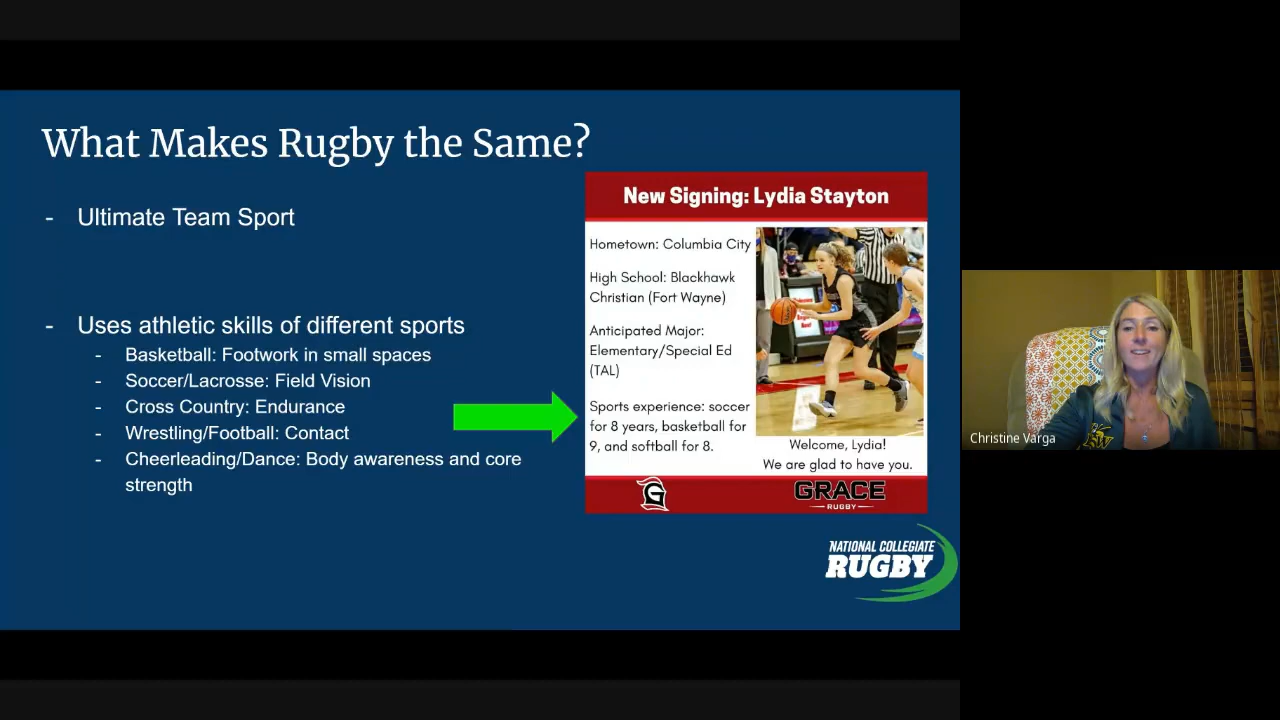 What Makes Rugby the Same?
- Ultimate Team Sport
- Uses athletic skills of different sports
- Basketball: Footwork in small spaces
- Soccer/Lacrosse: Field Vision
- Cross Country: Endurance
- Wrestling/Football: Contact
- Cheerleading/Dance: Body awareness and core
strength
New Signing: Lydia Stayton
Hometown: Columbia City
High School: Blackhawk
Christian (Fort Wayne)
Anticipated Major:
Elementary/Special Ed
(TAL)
Sports experience: soccer
for 8 years, basketball for
9, and softball for 8.
Welcome, Lydia!
We are glad to have you.
G
GRACE
RUGBY
NATIONAL COLLEGIATE
RUGBY
Christine Varga